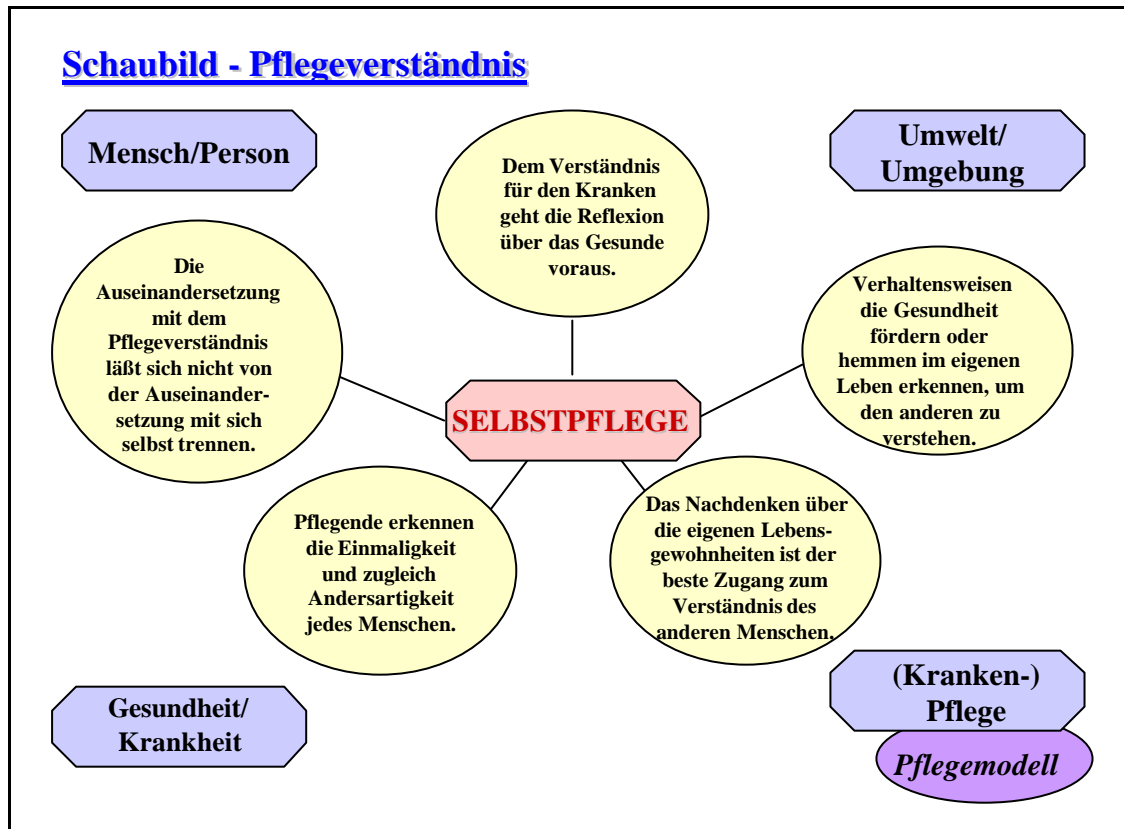 Schaubild - Pflegeverständnis
Mensch/Person
Umwelt/
Umgebung
Dem Verständnis
für den Kranken
geht die Reflexion
über das Gesunde
voraus.
Die
Auseinandersetzung
mit dem
Pflegeverständnis
läßt sich nicht von
der Auseinander-
setzung mit sich
selbst trennen.
Verhaltensweisen
die Gesundheit
fördern oder
hemmen im eigenen
Leben erkennen, um
den anderen zu
verstehen.
SELBSTPFLEGE
Pflegende erkennen
die Einmaligkeit
und zugleich
Andersartigkeit
jedes Menschen.
Das Nachdenken über
die eigenen Lebens-
gewohnheiten ist der
beste Zugang zum
Verständnis des
anderen Menschen.
Gesundheit/
Krankheit
(Kranken-)
Pflege
Pflegemodell